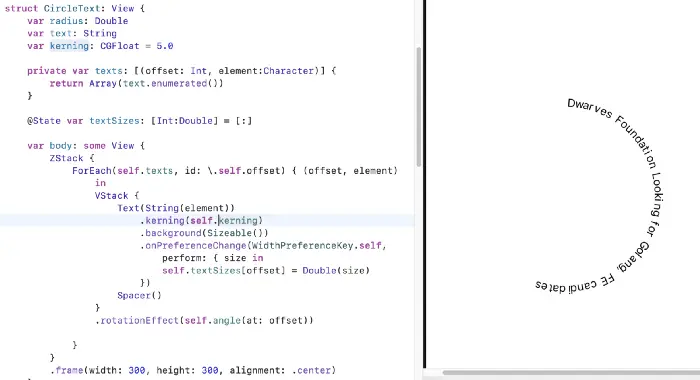 struct CircleText: View {
var radius: Double
var text: String
var kerning: CGFloat = 5.0
private var texts: [(offset: Int, element:Character)] {
return Array(text.enumerated())
}
@State var textSizes: [Int:Double] = [:]
var body: some View {
ZStack {
ForEach(self.texts, id: \.self.offset) { (offset, element)
in
VStack {
Text(String(element))
.kerning(self.kerning)
.background(Sizeable())
.onPreferenceChange(WidthPreferenceKey.self,
perform: { size in
self.textSizes[offset] = Double(size)
})
Spacer()
}
.rotationEffect(self.angle(at: offset))
}
}
.frame(width: 300, height: 300, alignment: .center)
Dwarves Foundation Looking for Golang, FE candidates